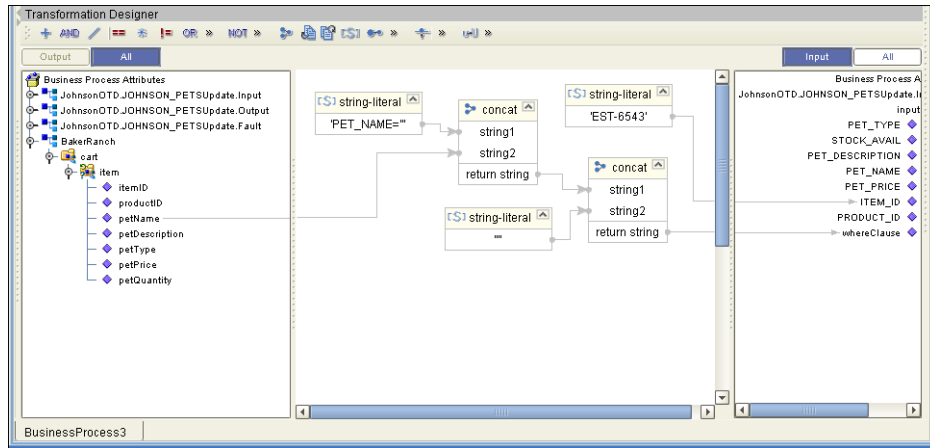 Transformation Designer
AND == != OR » NOT » [S] » » »
Output All Input All
Business Process Attributes
JohnsonOTD.JOHNSON_PETSUpdate.Input
JohnsonOTD.JOHNSON_PETSUpdate.Output
JohnsonOTD.JOHNSON_PETSUpdate.Fault
BakerRanch
cart
item
itemID
productID
petName
petDescription
petType
petPrice
petQuantity
[S] string-literal
'PET_NAME=''
concat
string1
string2
return string
[S] string-literal
'EST-6543'
concat
string1
string2
return string
[S] string-literal
'''
Business Process A
JohnsonOTD.JOHNSON_PETSUpdate.I
input
PET_TYPE
STOCK_AVAIL
PET_DESCRIPTION
PET_NAME
PET_PRICE
ITEM_ID
PRODUCT_ID
whereClause
BusinessProcess3